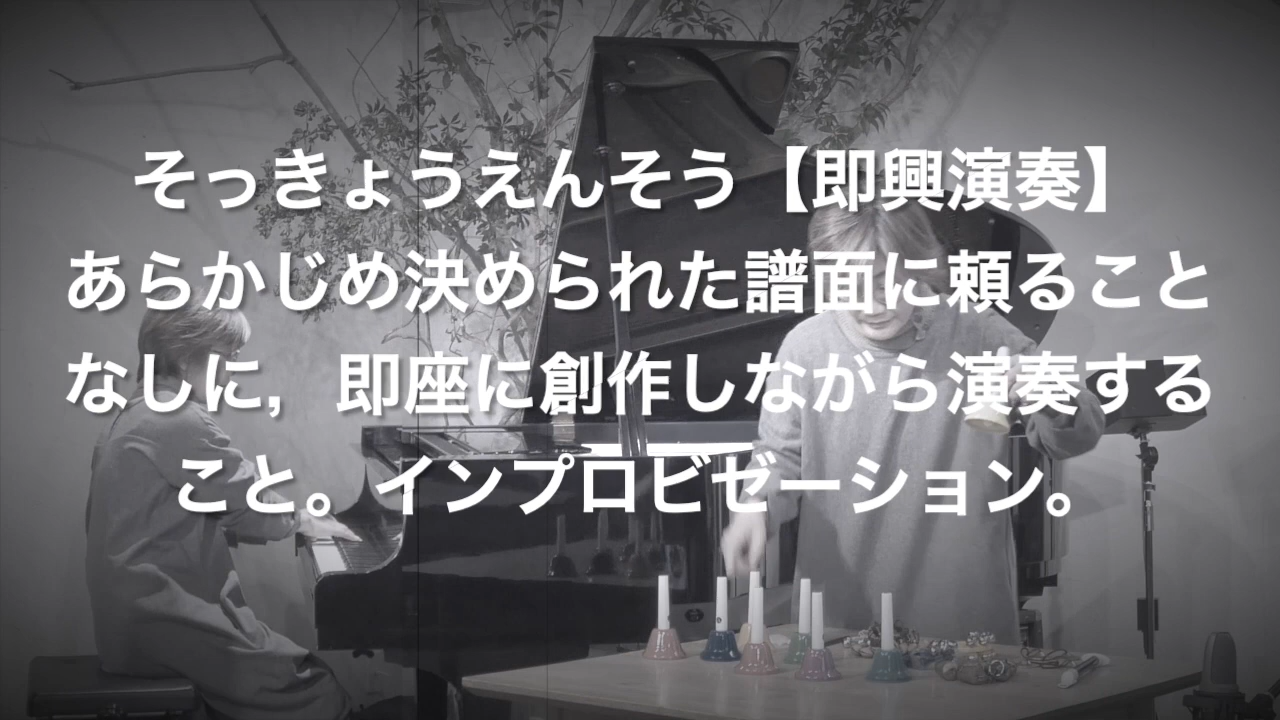 そっきょうえんそう【即興演奏】
あらかじめ決められた譜面に頼ること
なしに，即座に創作しながら演奏する
こと。インプロビゼーション。